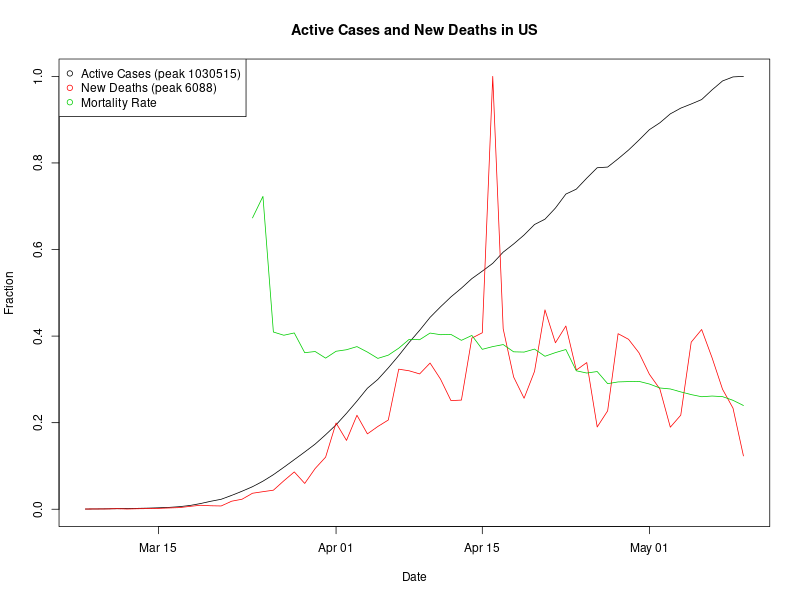 Active Cases and New Deaths in US
Active Cases (peak 1030515)
New Deaths (peak 6088)
Mortality Rate
1.0
0.8
0.6
0.4
0.2
0.0
Fraction
Mar 15
Apr 01
Apr 15
May 01
Date